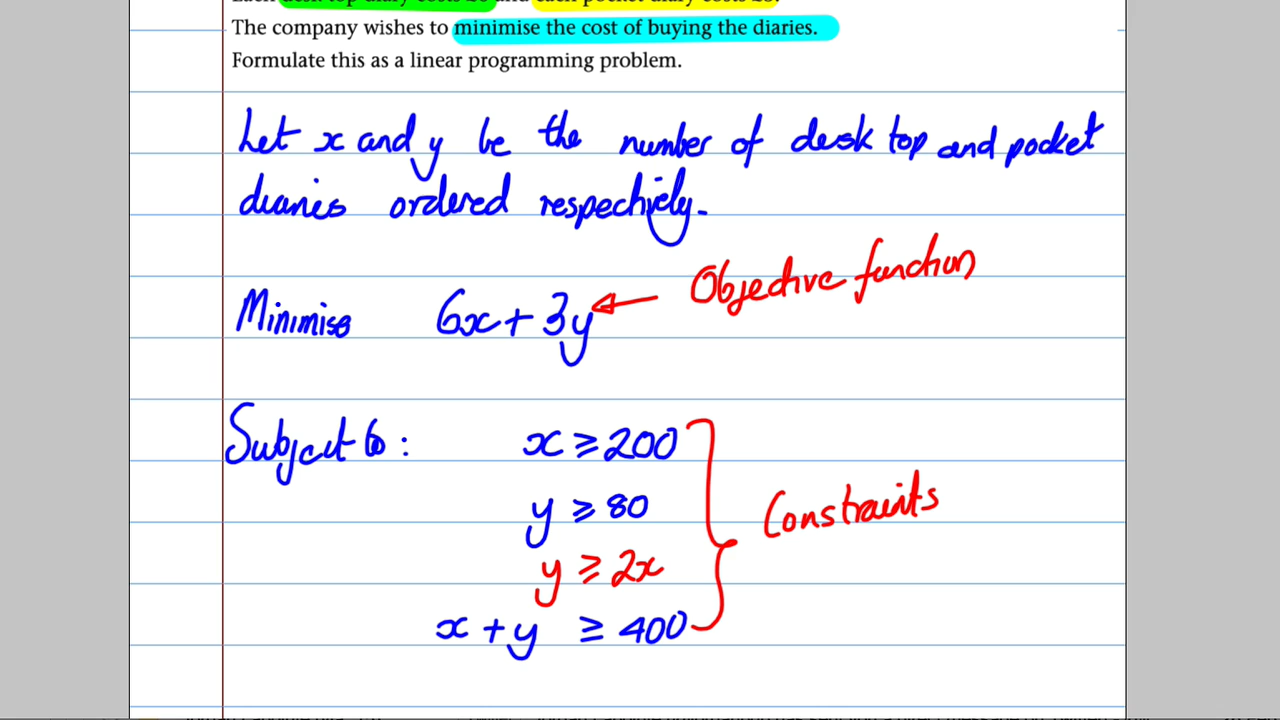 The company wishes to minimise the cost of buying the diaries.
Formulate this as a linear programming problem.
Let x and y be the number of desk top and pocket
diaries ordered respectively.
Objective function
Minimise 6x + 3y
Subject to : x ≥ 200
y ≥ 80
Constraints
y ≥ 2x
x + y ≥ 400